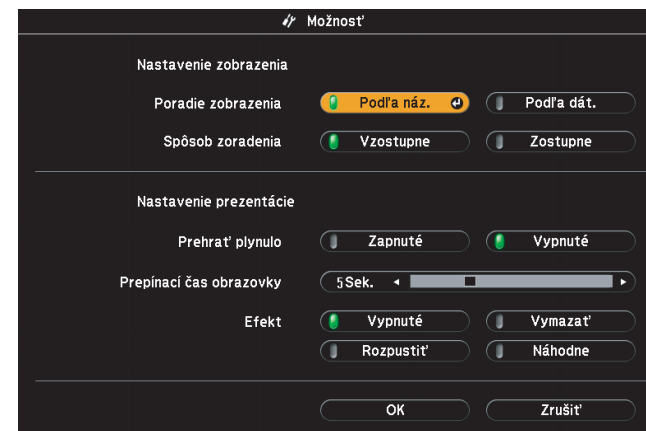 Možnosť
Nastavenie zobrazenia
Poradie zobrazenia Podľa náz. Podľa dát.
Spôsob zoradenia Vzostupne Zostupne
Nastavenie prezentácie
Prehrať plynulo Zapnuté Vypnuté
Prepínací čas obrazovky 5Sek.
Efekt Vypnuté Vymazať
Rozpustiť Náhodne
OK Zrušiť